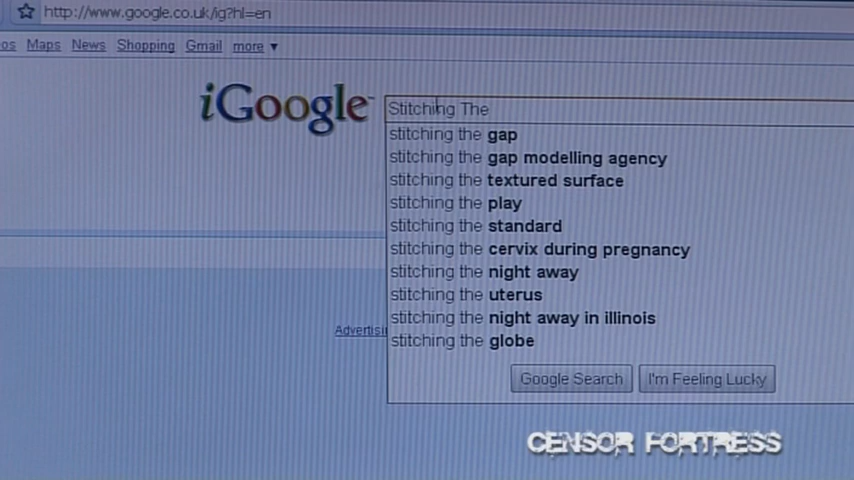 http://www.google.co.uk/ig?hl=en
os Maps News Shopping Gmail more ▼
iGoogle™
Stitching The
stitching the gap
stitching the gap modelling agency
stitching the textured surface
stitching the play
stitching the standard
stitching the cervix during pregnancy
stitching the night away
stitching the uterus
stitching the night away in illinois
stitching the globe
Advertisi
Google Search I'm Feeling Lucky
CENSOR FORTRESS